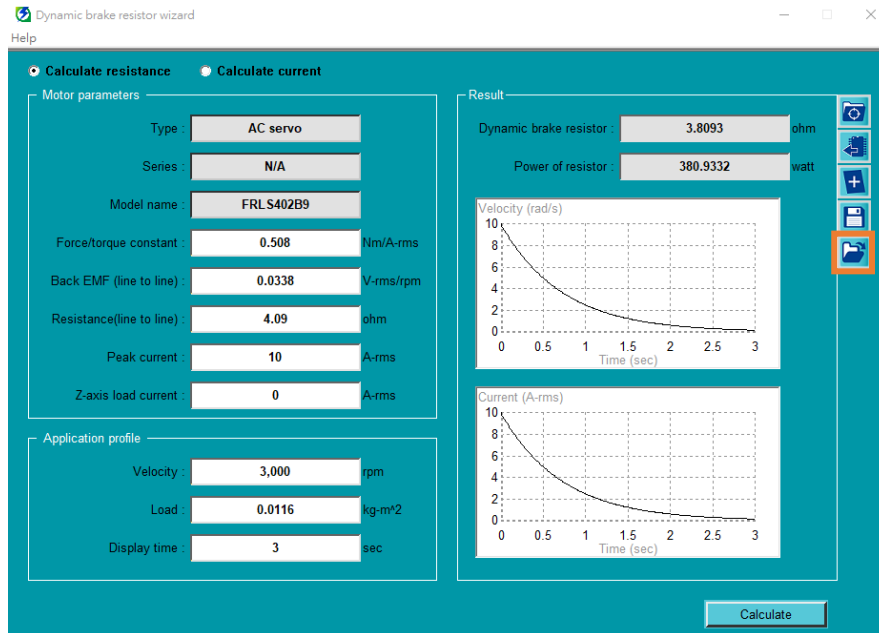 Dynamic brake resistor wizard
Help
Calculate resistance Calculate current
Motor parameters
Type : AC servo
Series : N/A
Model name : FRLS402B9
Force/torque constant : 0.508 Nm/A-rms
Back EMF (line to line) : 0.0338 V-rms/rpm
Resistance(line to line) : 4.09 ohm
Peak current : 10 A-rms
Z-axis load current : 0 A-rms
Application profile
Velocity : 3,000 rpm
Load : 0.0116 kg-m^2
Display time : 3 sec
Result
Dynamic brake resistor : 3.8093 ohm
Power of resistor : 380.9332 watt
Velocity (rad/s)
10
8
6
4
2
0
0 0.5 1 1.5 2 2.5 3
Time (sec)
Current (A-rms)
10
8
6
4
2
0
0 0.5 1 1.5 2 2.5 3
Time (sec)
Calculate